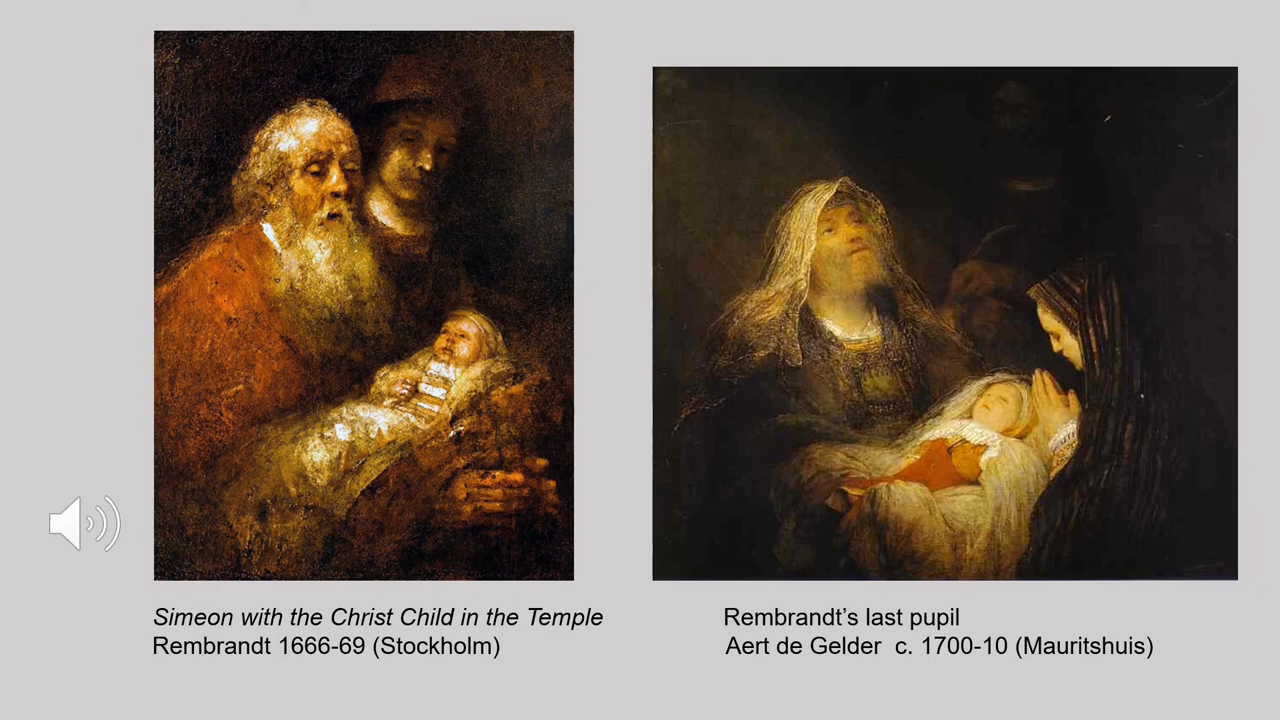 Simeon with the Christ Child in the Temple
Rembrandt 1666-69 (Stockholm)
Rembrandt’s last pupil
Aert de Gelder  c. 1700-10 (Mauritshuis)